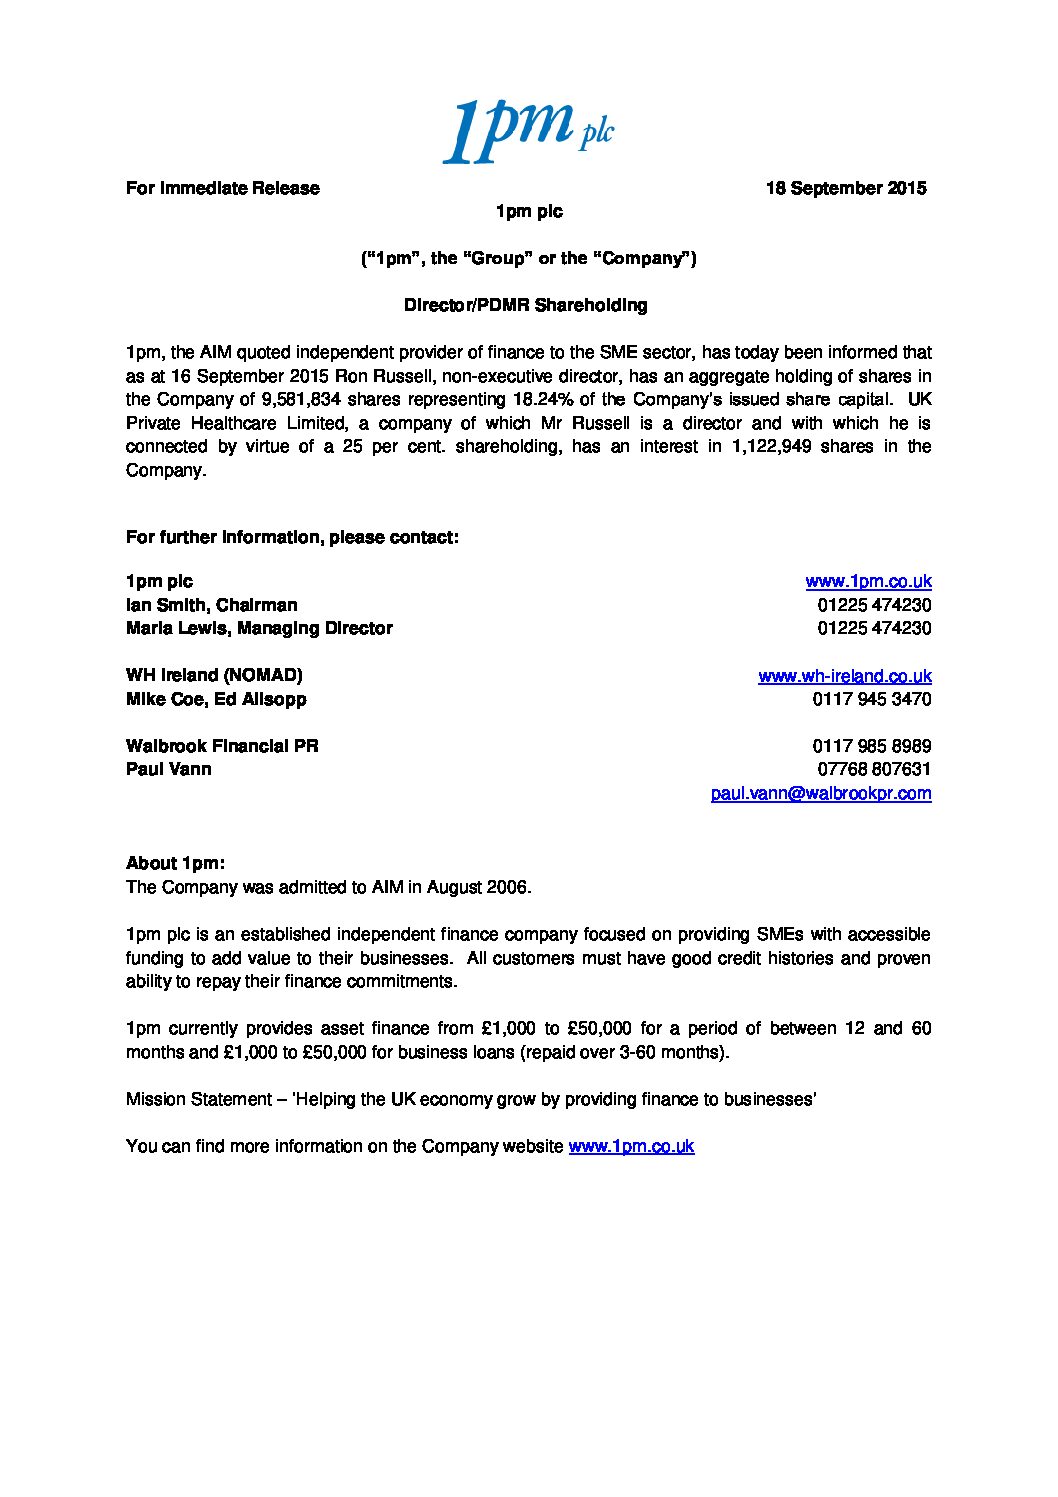 1pm plc
For Immediate Release 18 September 2015
1pm plc
(“1pm”, the “Group” or the “Company”)
Director/PDMR Shareholding
1pm, the AIM quoted independent provider of finance to the SME sector, has today been informed that
as at 16 September 2015 Ron Russell, non-executive director, has an aggregate holding of shares in
the Company of 9,581,834 shares representing 18.24% of the Company’s issued share capital. UK
Private Healthcare Limited, a company of which Mr Russell is a director and with which he is
connected by virtue of a 25 per cent. shareholding, has an interest in 1,122,949 shares in the
Company.
For further information, please contact:
1pm plc www.1pm.co.uk
Ian Smith, Chairman 01225 474230
Maria Lewis, Managing Director 01225 474230
WH Ireland (NOMAD) www.wh-ireland.co.uk
Mike Coe, Ed Allsopp 0117 945 3470
Walbrook Financial PR 0117 985 8989
Paul Vann 07768 807631
paul.vann@walbrookpr.com
About 1pm:
The Company was admitted to AIM in August 2006.
1pm plc is an established independent finance company focused on providing SMEs with accessible
funding to add value to their businesses. All customers must have good credit histories and proven
ability to repay their finance commitments.
1pm currently provides asset finance from £1,000 to £50,000 for a period of between 12 and 60
months and £1,000 to £50,000 for business loans (repaid over 3-60 months).
Mission Statement – 'Helping the UK economy grow by providing finance to businesses'
You can find more information on the Company website www.1pm.co.uk